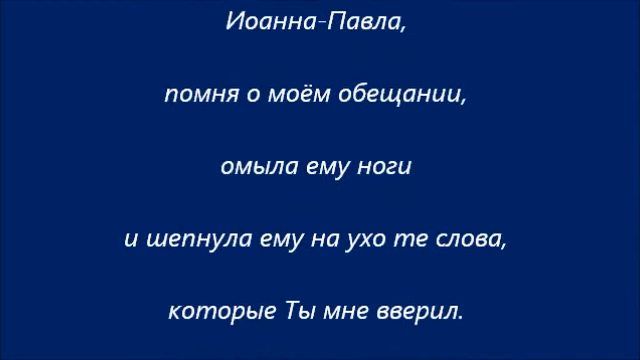 Иоанна-Павла,
помня о моём обещании,
омыла ему ноги
и шепнула ему на ухо те слова,
которые Ты мне вверил.